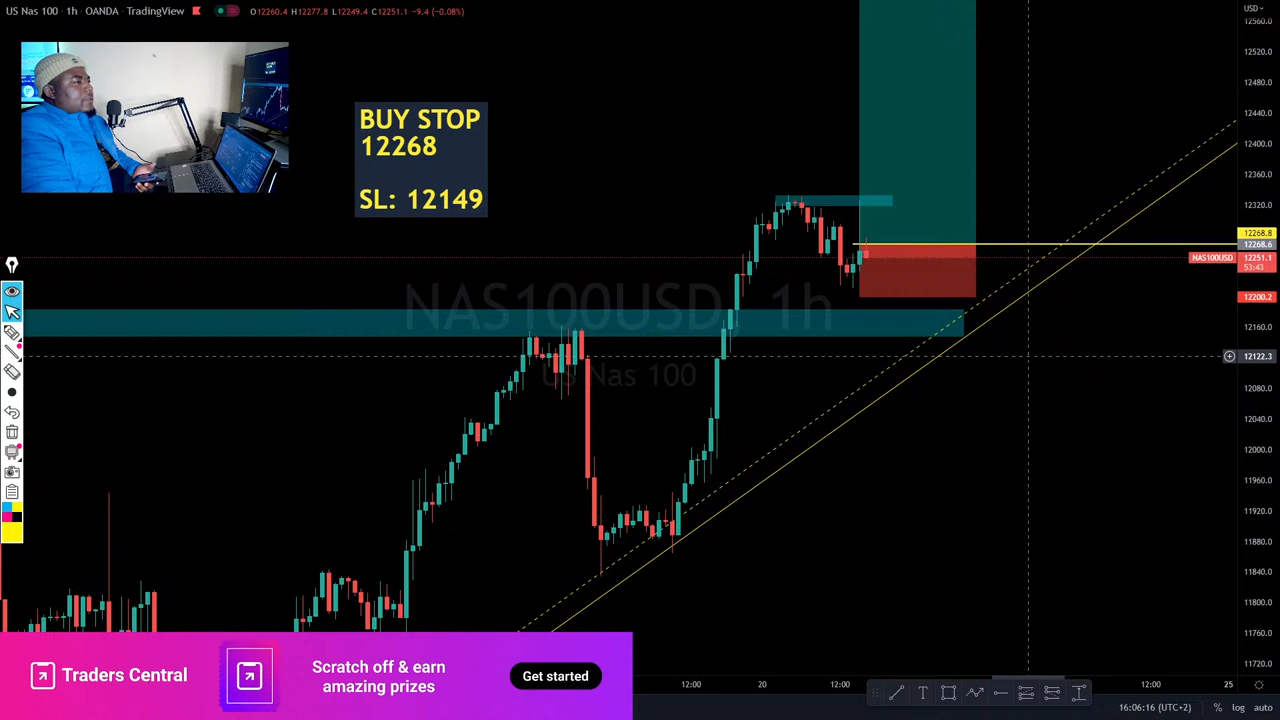 US Nas 100 · 1h · OANDA · TradingView
O12260.4 H12277.8 L12249.4 C12251.1 −9.4 (−0.08%)
USD
BUY STOP
12268
SL: 12149
NAS100USD, 1h
US Nas 100
12560.0
12520.0
12480.0
12440.0
12400.0
12360.0
12320.0
12268.8
12268.6
NAS100USD 12251.1
53:43
12200.2
12160.0
12122.3
12080.0
12040.0
12000.0
11960.0
11920.0
11880.0
11840.0
11800.0
11760.0
11720.0
12:00 20 12:00 12:00 25
16:06:16 (UTC+2) % log auto
Traders Central
Scratch off & earn
amazing prizes
Get started